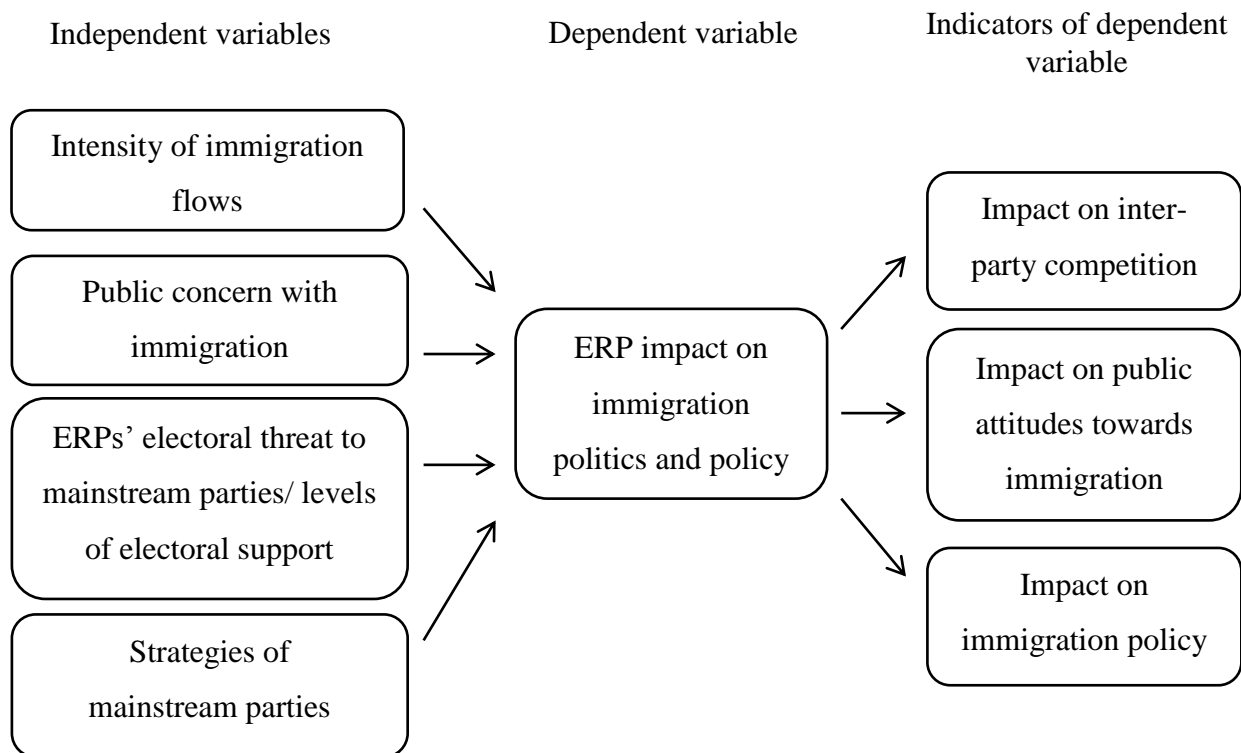 Independent variables
Dependent variable
Indicators of dependent
variable
Intensity of immigration
flows
Public concern with
immigration
ERPs’ electoral threat to
mainstream parties/ levels
of electoral support
Strategies of
mainstream parties
ERP impact on
immigration
politics and policy
Impact on inter-
party competition
Impact on public
attitudes towards
immigration
Impact on
immigration policy